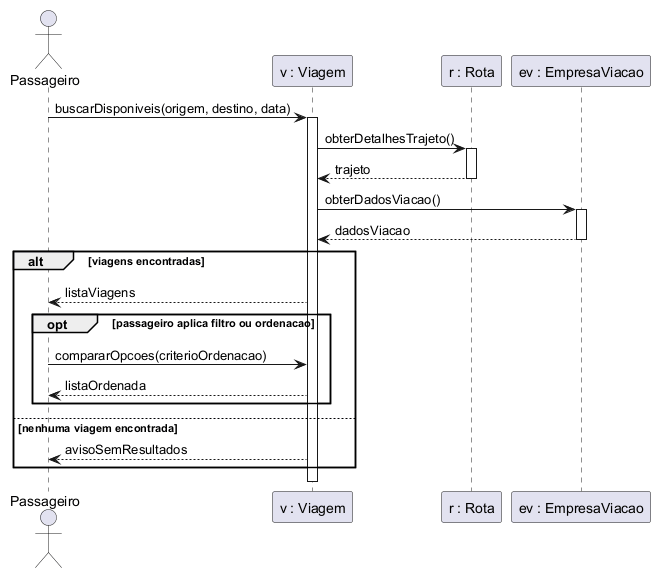 Passageiro
v : Viagem
r : Rota
ev : EmpresaViacao
buscarDisponiveis(origem, destino, data)
obterDetalhesTrajeto()
trajeto
obterDadosViacao()
dadosViacao
alt
[viagens encontradas]
listaViagens
opt
[passageiro aplica filtro ou ordenacao]
compararOpcoes(criterioOrdenacao)
listaOrdenada
[nenhuma viagem encontrada]
avisoSemResultados
Passageiro
v : Viagem
r : Rota
ev : EmpresaViacao